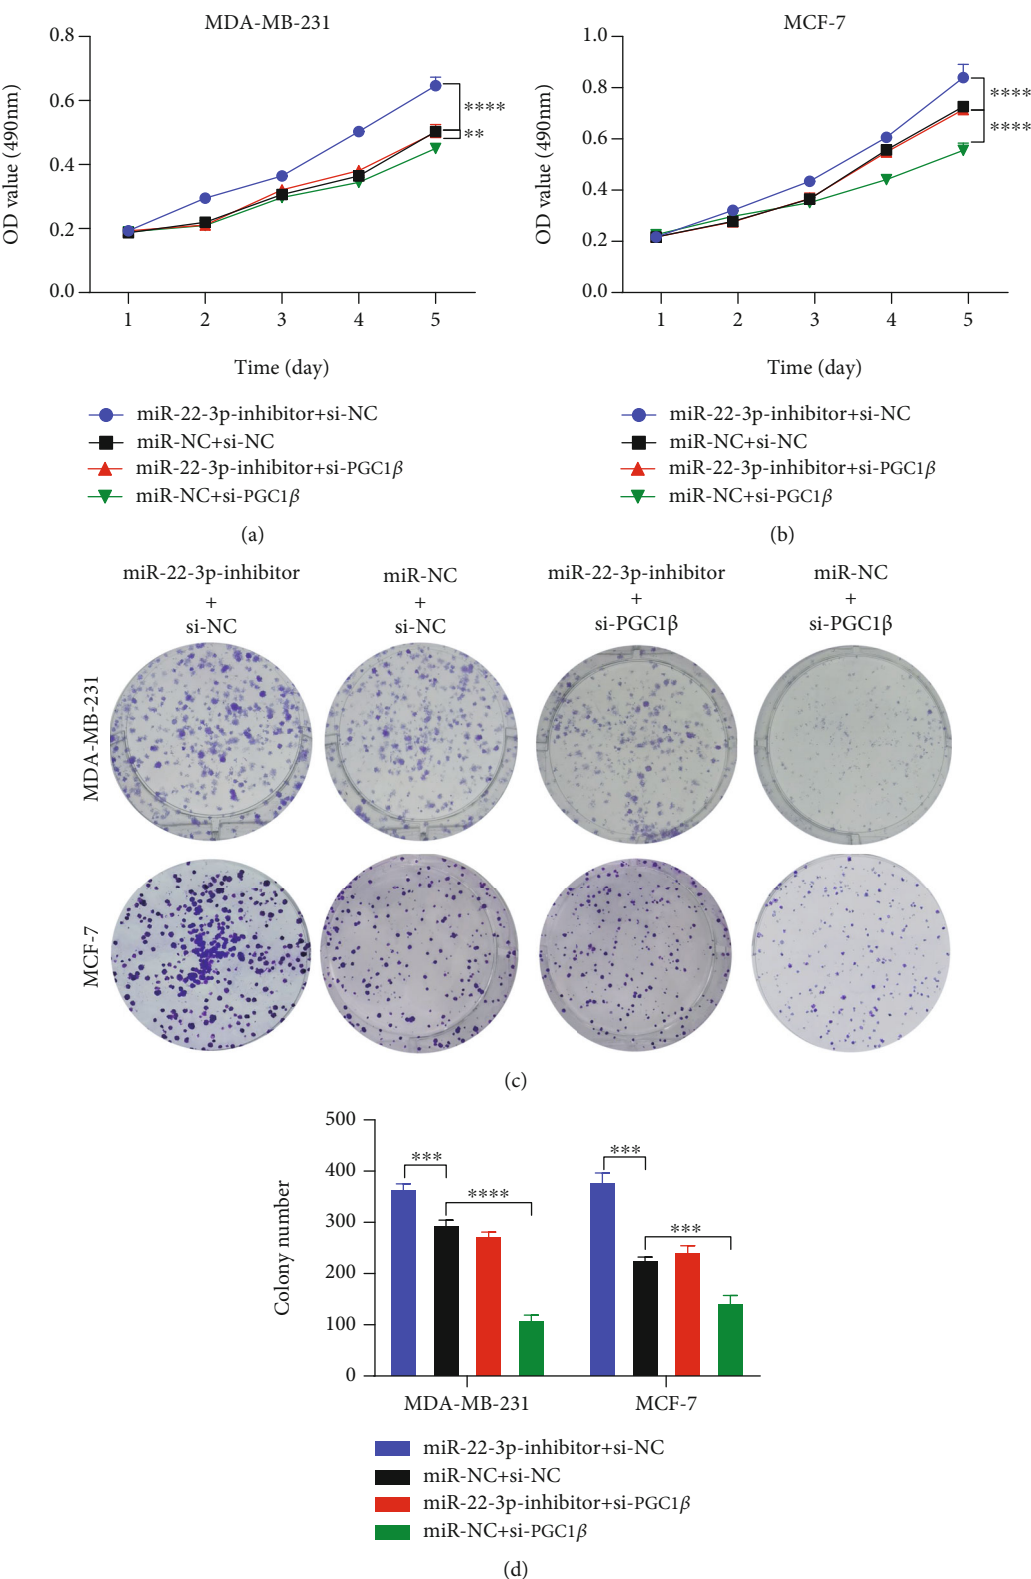 MDA-MB-231
0.8
0.6
0.4
0.2
0.0
OD value (490nm)
****
**
1 2 3 4 5
Time (day)
miR-22-3p-inhibitor+si-NC
miR-NC+si-NC
miR-22-3p-inhibitor+si-PGC1β
miR-NC+si-PGC1β
(a)
MCF-7
1.0
0.8
0.6
0.4
0.2
0.0
OD value (490nm)
****
****
1 2 3 4 5
Time (day)
miR-22-3p-inhibitor+si-NC
miR-NC+si-NC
miR-22-3p-inhibitor+si-PGC1β
miR-NC+si-PGC1β
(b)
miR-22-3p-inhibitor
+
si-NC
miR-NC
+
si-NC
miR-22-3p-inhibitor
+
si-PGC1β
miR-NC
+
si-PGC1β
MDA-MB-231
MCF-7
(c)
500
400
300
200
100
0
Colony number
***
****
***
***
MDA-MB-231 MCF-7
miR-22-3p-inhibitor+si-NC
miR-NC+si-NC
miR-22-3p-inhibitor+si-PGC1β
miR-NC+si-PGC1β
(d)